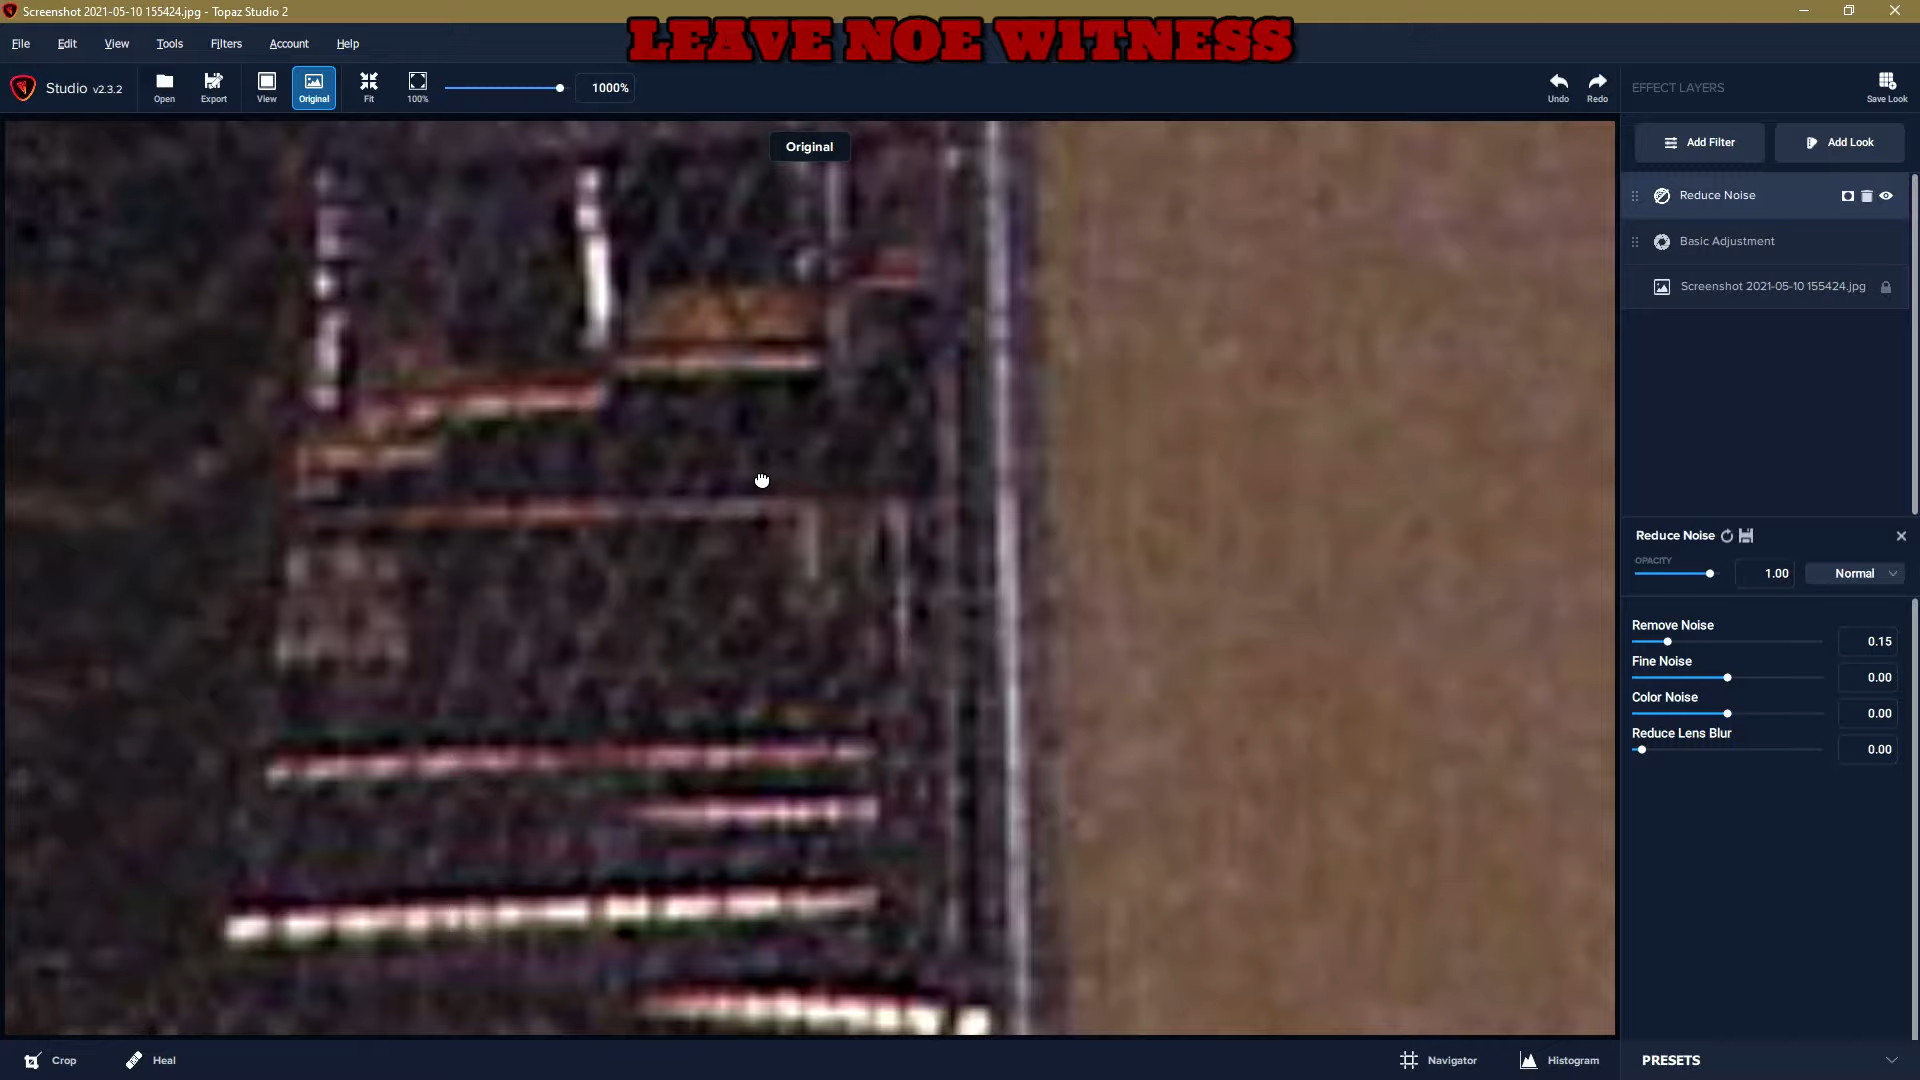 Screenshot 2021-05-10 155424.jpg - Topaz Studio 2
LEAVE NOE WITNESS
File Edit View Tools Filters Account Help
Studio v2.3.2
Open Export View Original Fit 100% 1000% Undo Redo
EFFECT LAYERS
Save Look
Original
Add Filter Add Look
Reduce Noise
Basic Adjustment
Screenshot 2021-05-10 155424.jpg
Reduce Noise
OPACITY
1.00 Normal
Remove Noise
0.15
Fine Noise
0.00
Color Noise
0.00
Reduce Lens Blur
0.00
Crop Heal Navigator Histogram PRESETS